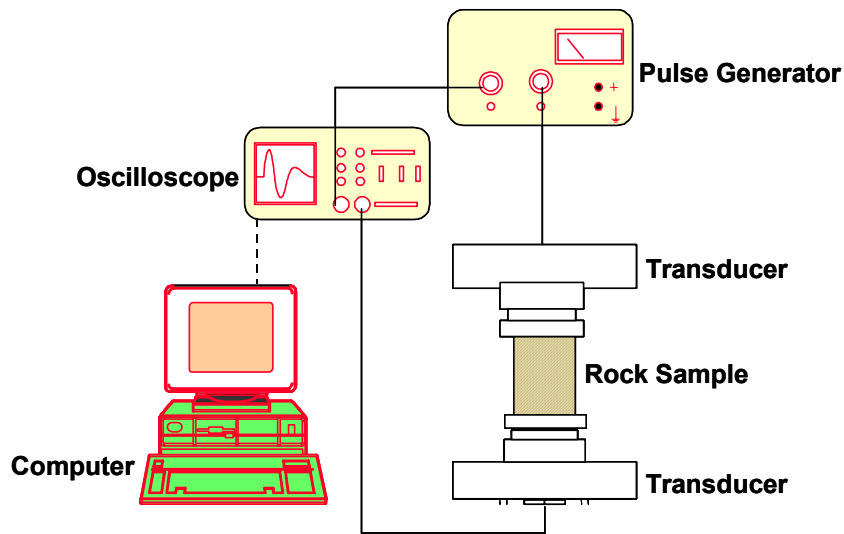 Pulse Generator
+
Oscilloscope
Transducer
Rock Sample
Computer
Transducer